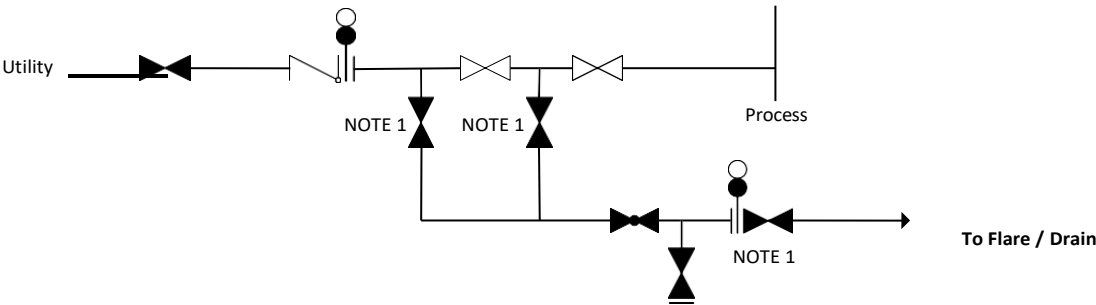 Utility
NOTE 1
NOTE 1
Process
To Flare / Drain
NOTE 1